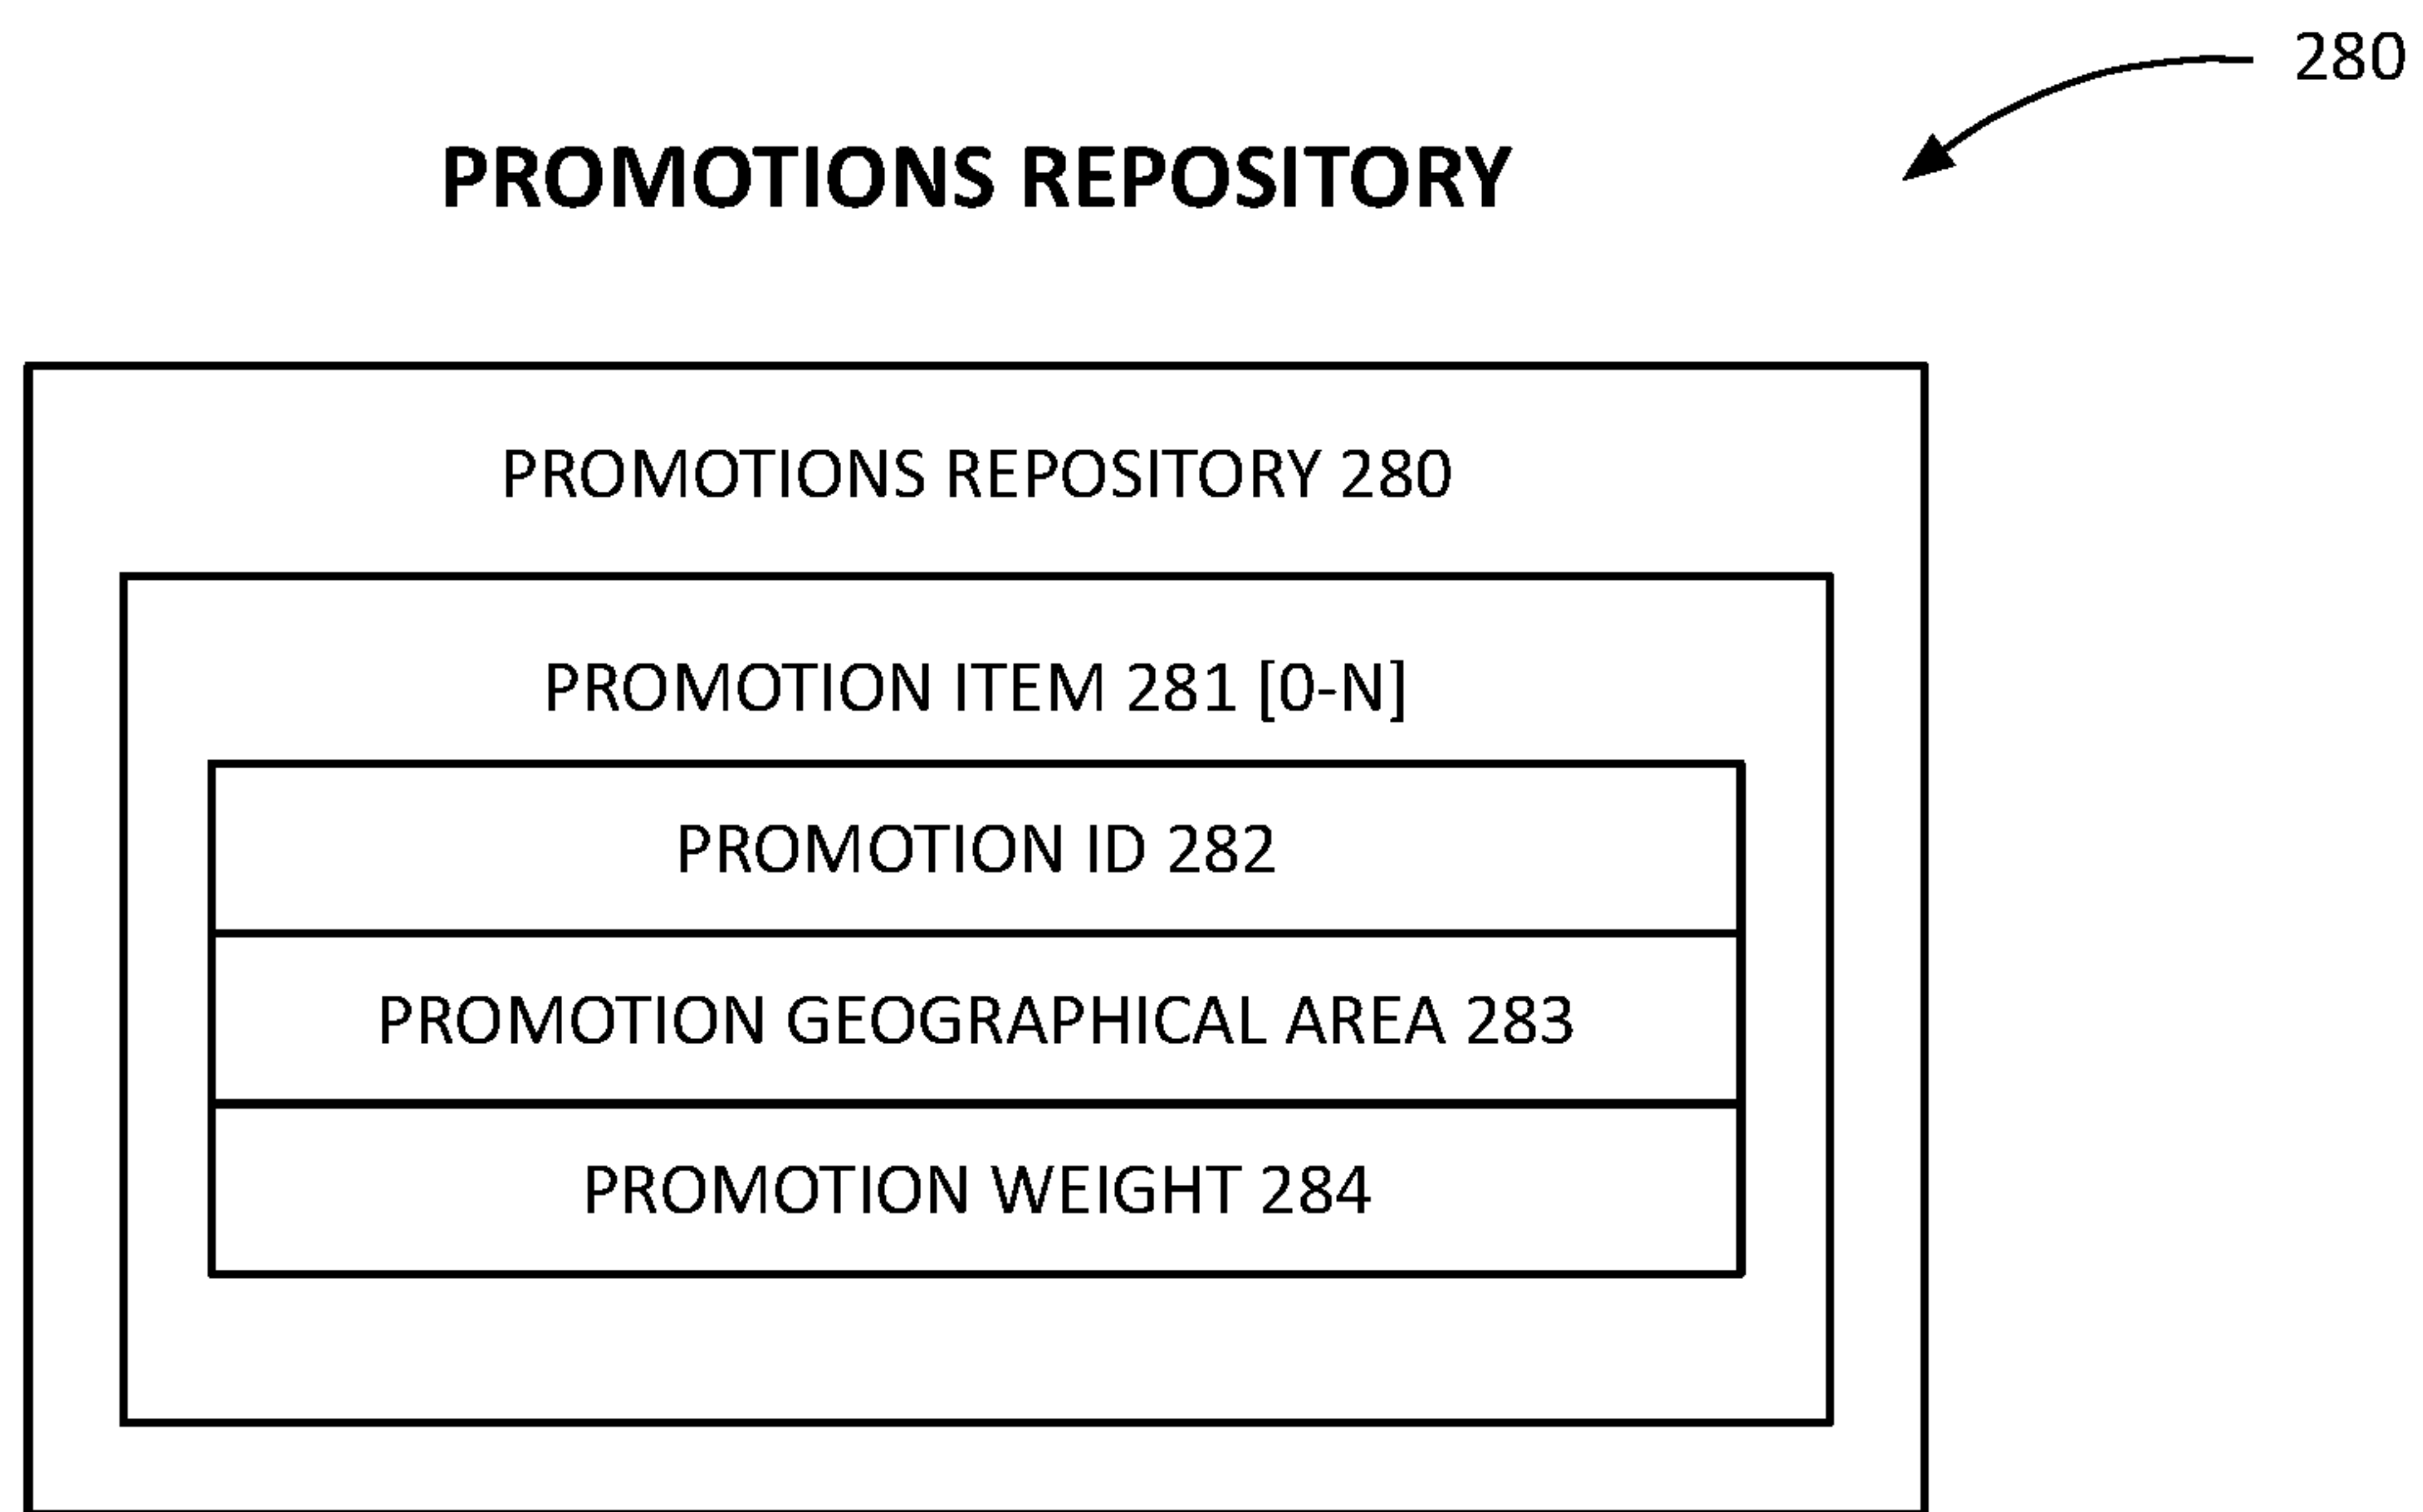 280
PROMOTIONS REPOSITORY
PROMOTIONS REPOSITORY 280
PROMOTION ITEM 281 [0-N]
PROMOTION ID 282
PROMOTION GEOGRAPHICAL AREA 283
PROMOTION WEIGHT 284